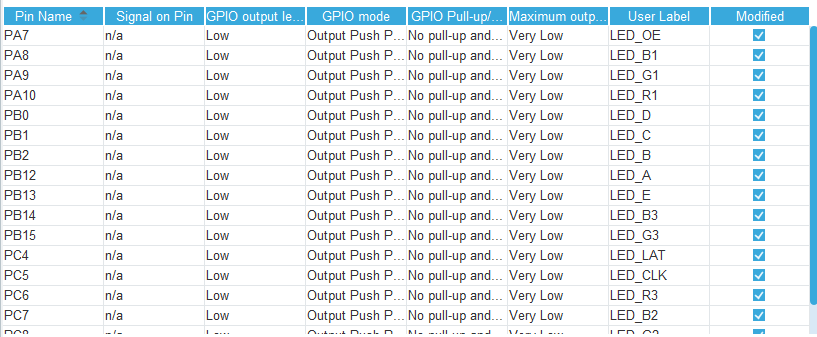 Pin Name Signal on Pin GPIO output le... GPIO mode GPIO Pull-up/... Maximum outp... User Label Modified
PA7 n/a Low Output Push P... No pull-up and... Very Low LED_OE
PA8 n/a Low Output Push P... No pull-up and... Very Low LED_B1
PA9 n/a Low Output Push P... No pull-up and... Very Low LED_G1
PA10 n/a Low Output Push P... No pull-up and... Very Low LED_R1
PB0 n/a Low Output Push P... No pull-up and... Very Low LED_D
PB1 n/a Low Output Push P... No pull-up and... Very Low LED_C
PB2 n/a Low Output Push P... No pull-up and... Very Low LED_B
PB12 n/a Low Output Push P... No pull-up and... Very Low LED_A
PB13 n/a Low Output Push P... No pull-up and... Very Low LED_E
PB14 n/a Low Output Push P... No pull-up and... Very Low LED_B3
PB15 n/a Low Output Push P... No pull-up and... Very Low LED_G3
PC4 n/a Low Output Push P... No pull-up and... Very Low LED_LAT
PC5 n/a Low Output Push P... No pull-up and... Very Low LED_CLK
PC6 n/a Low Output Push P... No pull-up and... Very Low LED_R3
PC7 n/a Low Output Push P... No pull-up and... Very Low LED_B2
n/a Low Output Push P... No pull-up and... Very Low